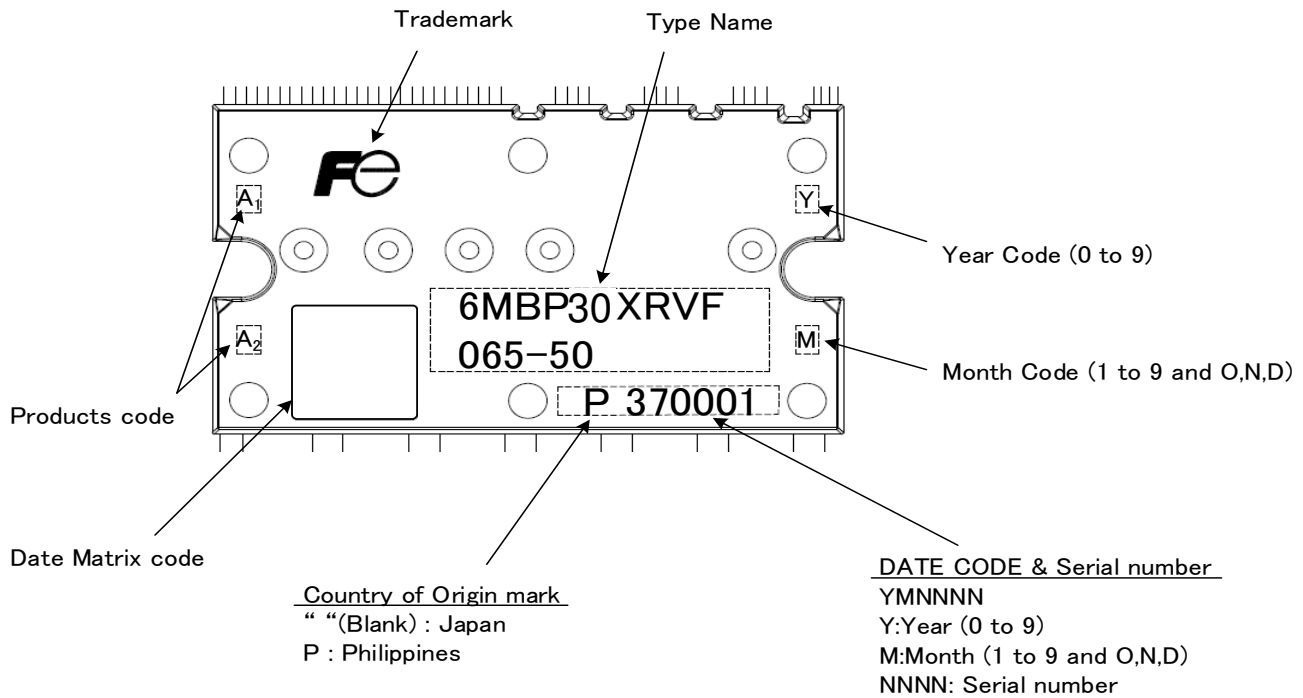 Trademark
Type Name
Fe
A1
Y
Year Code (0 to 9)
6MBP30XRVF
065-50
A2
M
Month Code (1 to 9 and O,N,D)
P 370001
Products code
Date Matrix code
Country of Origin mark
“ “(Blank) : Japan
P : Philippines
DATE CODE & Serial number
YMNNNN
Y:Year (0 to 9)
M:Month (1 to 9 and O,N,D)
NNNN: Serial number